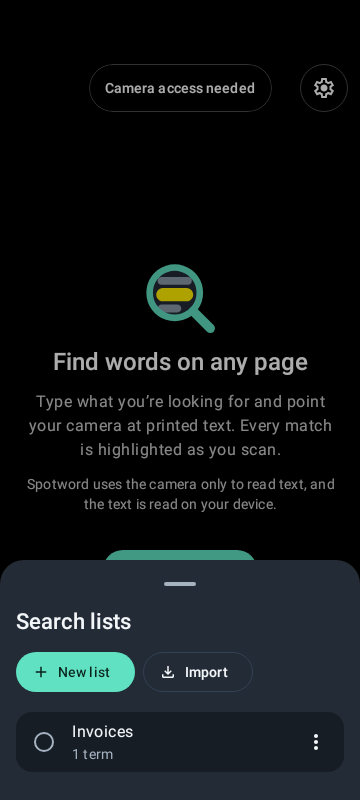 Camera access needed
Find words on any page
Type what you’re looking for and point
your camera at printed text. Every match
is highlighted as you scan.
Spotword uses the camera only to read text, and
the text is read on your device.
Search lists
New list
Import
Invoices
1 term